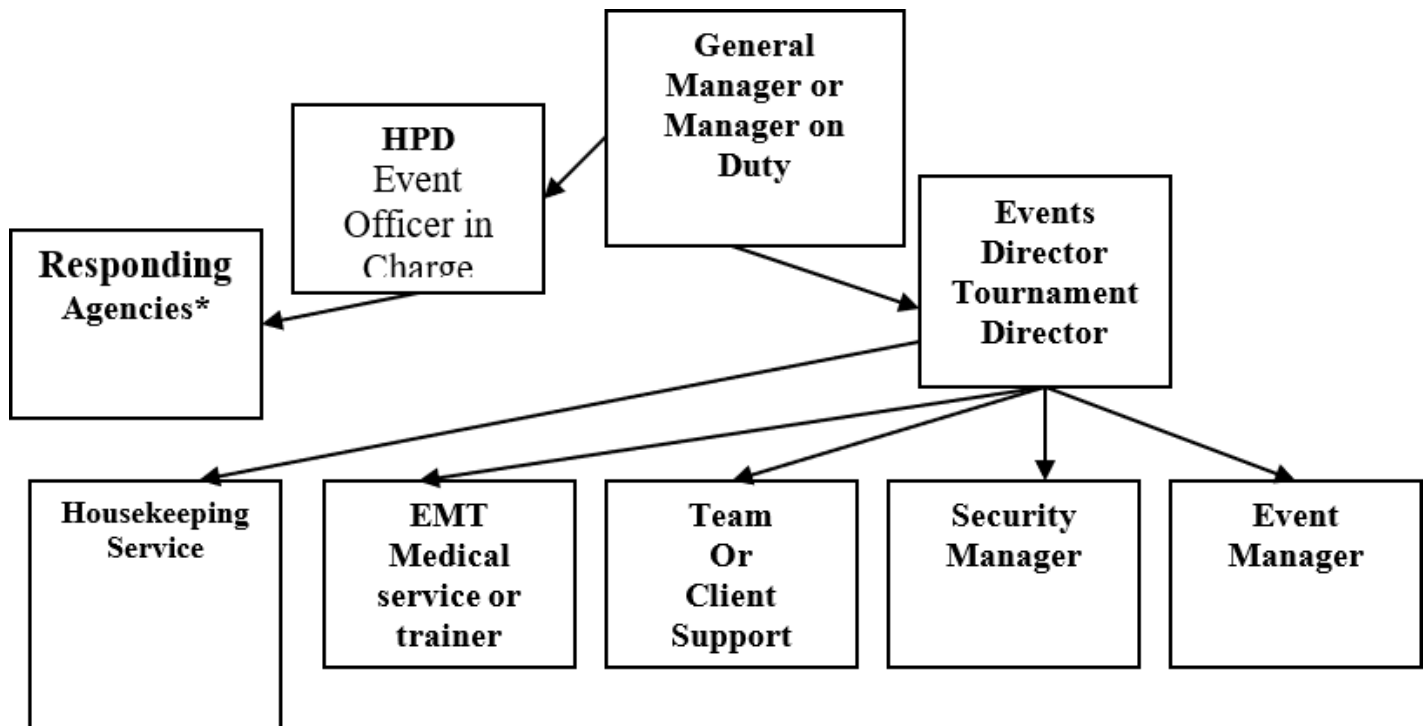 General
Manager or
Manager on
Duty
HPD
Event
Officer in
Charge
Events
Director
Tournament
Director
Responding
Agencies*
Housekeeping
Service
EMT
Medical
service or
trainer
Team
Or
Client
Support
Security
Manager
Event
Manager